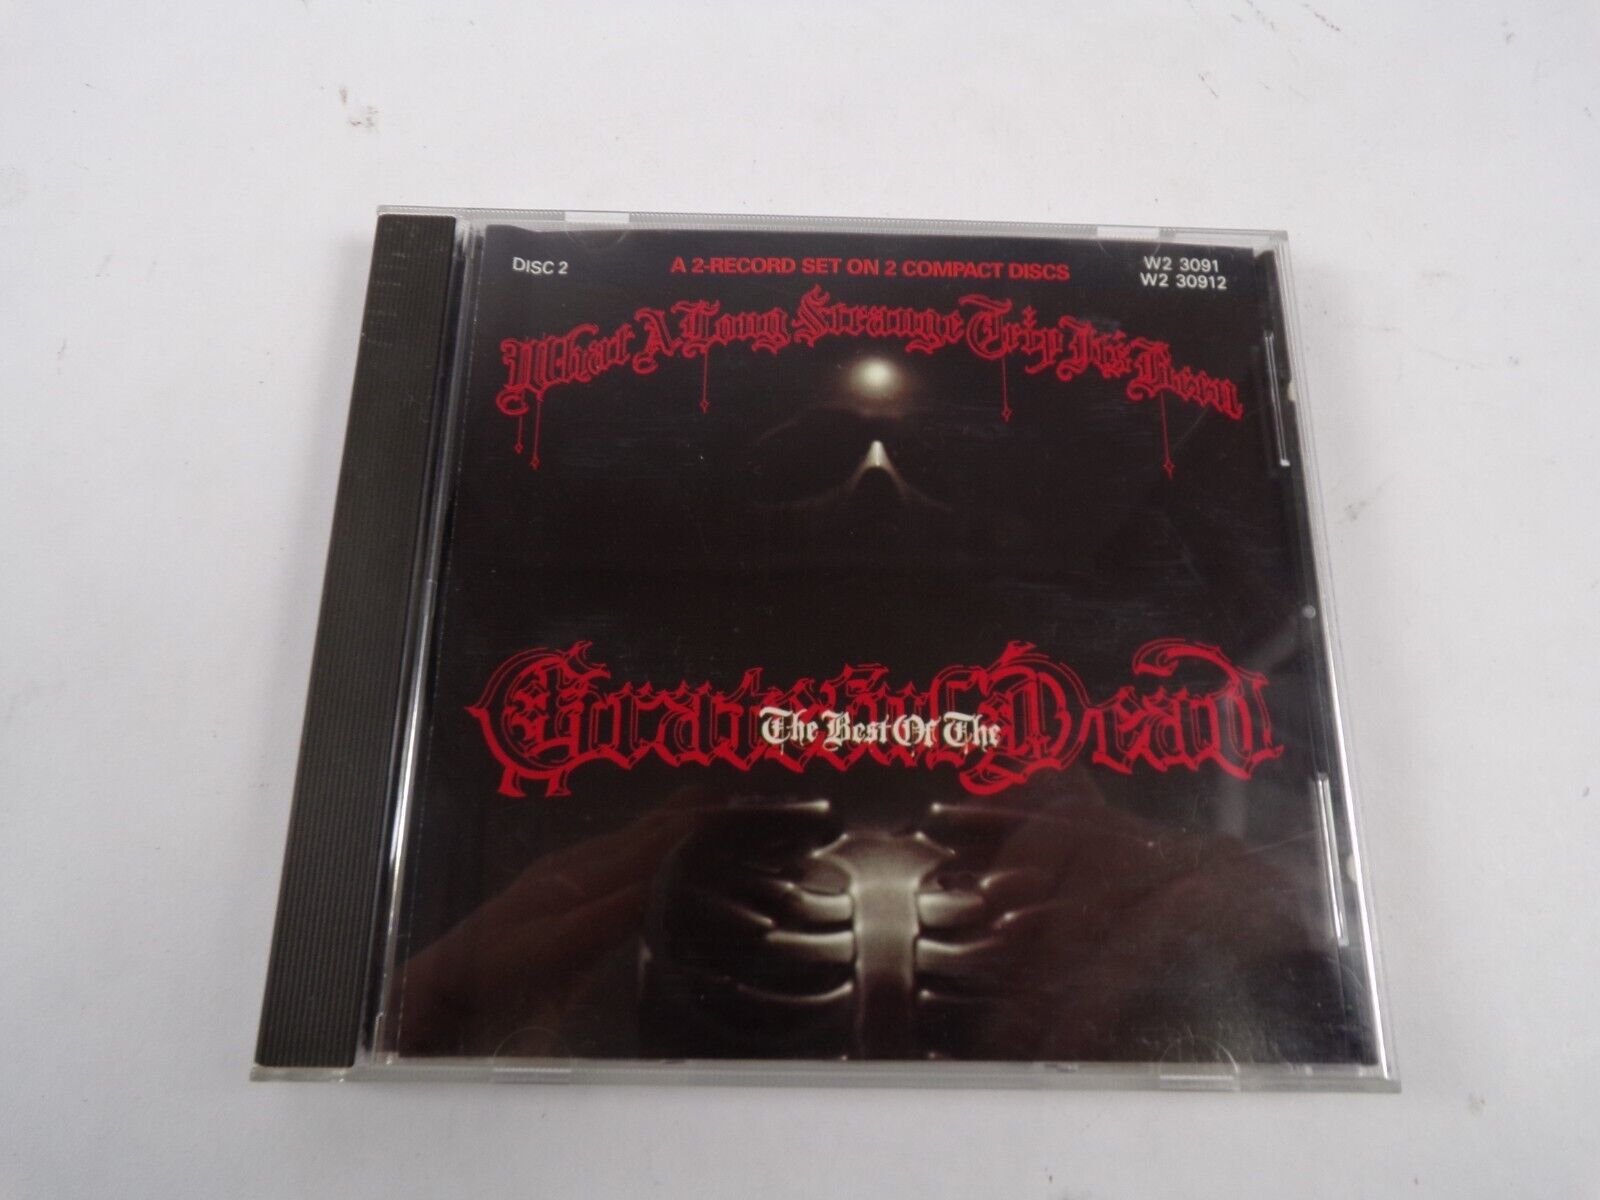 DISC 2
A 2-RECORD SET ON 2 COMPACT DISCS
W2 3091
W2 30912
What A Long Strange Trip It's Been
Grateful Dead
The Best Of The